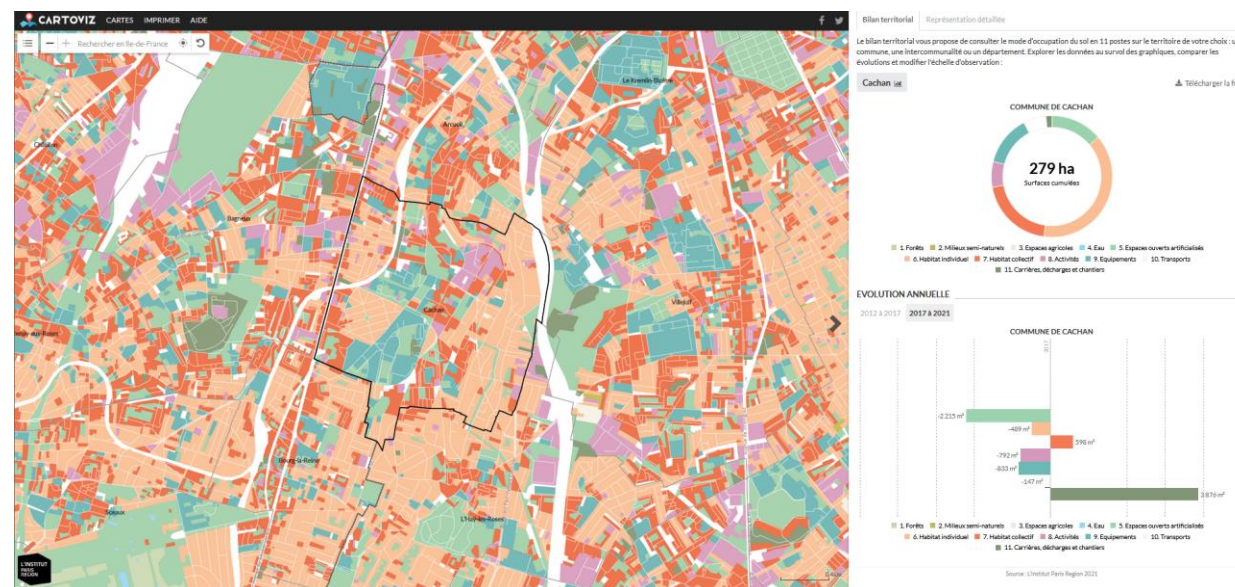 CARTOVIZ CARTES IMPRIMER AIDE
Rechercher en Ile-de-France
Le Kremlin-Bicêtre
Arcueil
Châtillon
Bagneux
Villejuif
Cachan
Bourg-la-Reine
Sceaux
L'Haÿ-les-Roses
L'INSTITUT
PARIS
REGION
Bilan territorial Représentation détaillée
Le bilan territorial vous propose de consulter le mode d'occupation du sol en 11 postes sur le territoire de votre choix :
commune, une intercommunalité ou un département. Explorer les données au survol des graphiques, comparer les
évolutions et modifier l'échelle d'observation :
Cachan Télécharger la
COMMUNE DE CACHAN
279 ha
Surfaces cumulées
1. Forêts 2. Milieux semi-naturels 3. Espaces agricoles 4. Eau 5. Espaces ouverts artificialisés
6. Habitat individuel 7. Habitat collectif 8. Activités 9. Equipements 10. Transports
11. Carrières, décharges et chantiers
EVOLUTION ANNUELLE
2012 à 2017 2017 à 2021
COMMUNE DE CACHAN
2017
-2 215 m²
-489 m²
598 m²
-792 m²
-833 m²
-147 m²
3 876 m²
1. Forêts 2. Milieux semi-naturels 3. Espaces agricoles 4. Eau 5. Espaces ouverts artificialisés
6. Habitat individuel 7. Habitat collectif 8. Activités 9. Equipements 10. Transports
11. Carrières, décharges et chantiers
Source : L'Institut Paris Region 2021